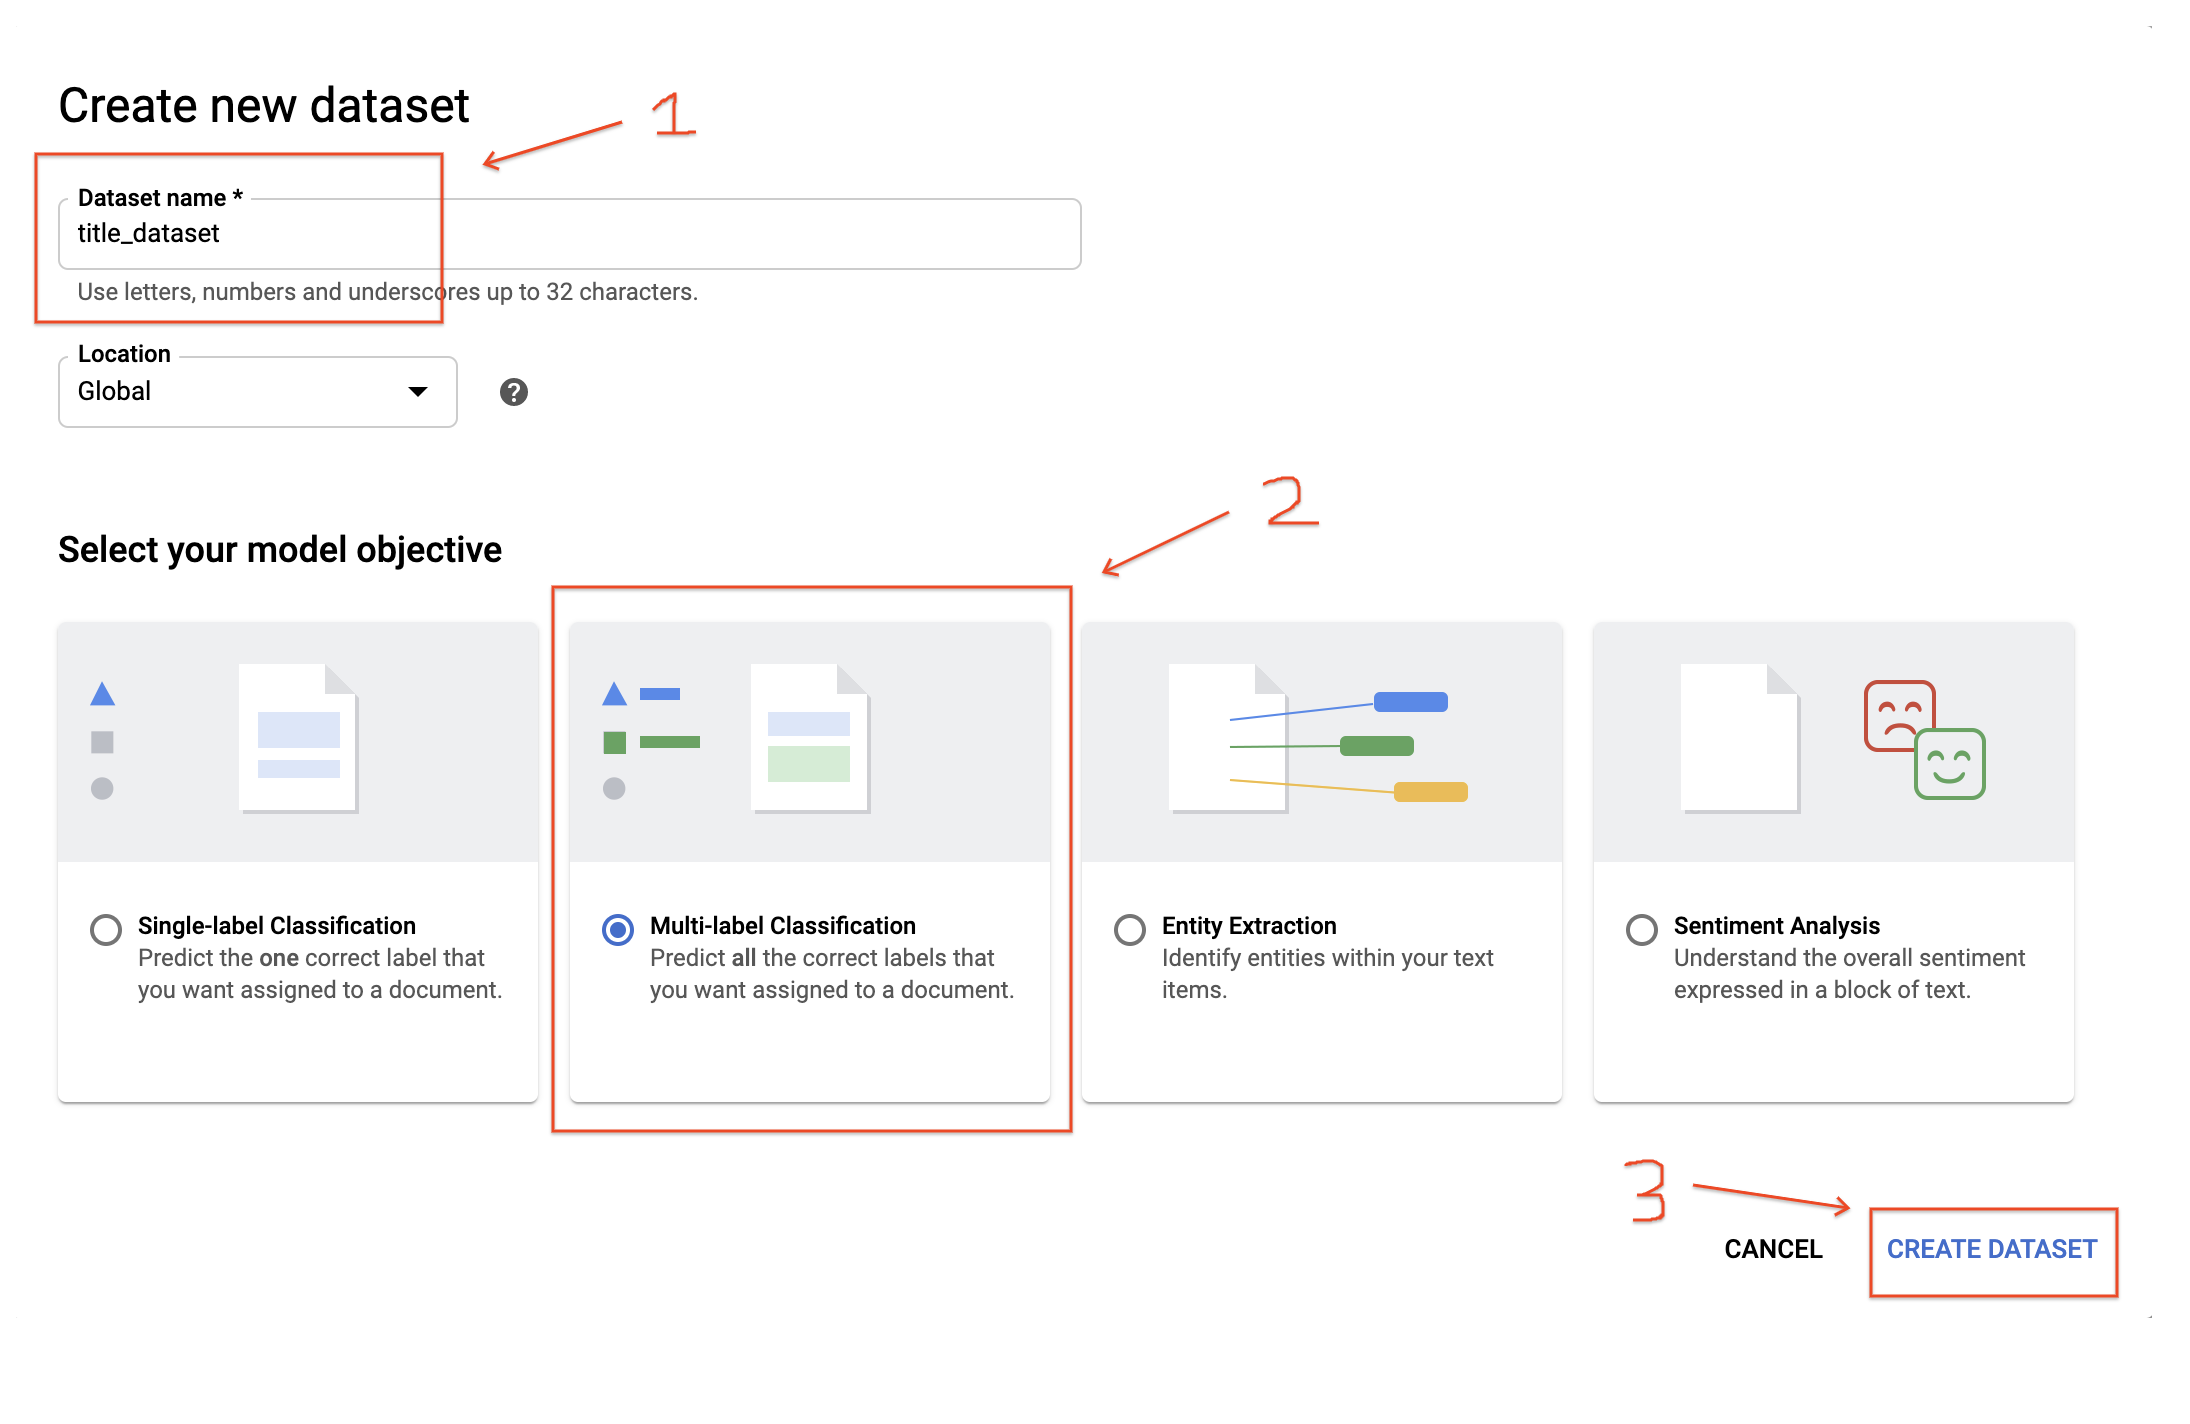 Create new dataset
1
Dataset name *
title_dataset
Use letters, numbers and underscores up to 32 characters.
Location
Global
?
2
Select your model objective
Single-label Classification
Predict the one correct label that
you want assigned to a document.
Multi-label Classification
Predict all the correct labels that
you want assigned to a document.
Entity Extraction
Identify entities within your text
items.
Sentiment Analysis
Understand the overall sentiment
expressed in a block of text.
3
CANCEL
CREATE DATASET